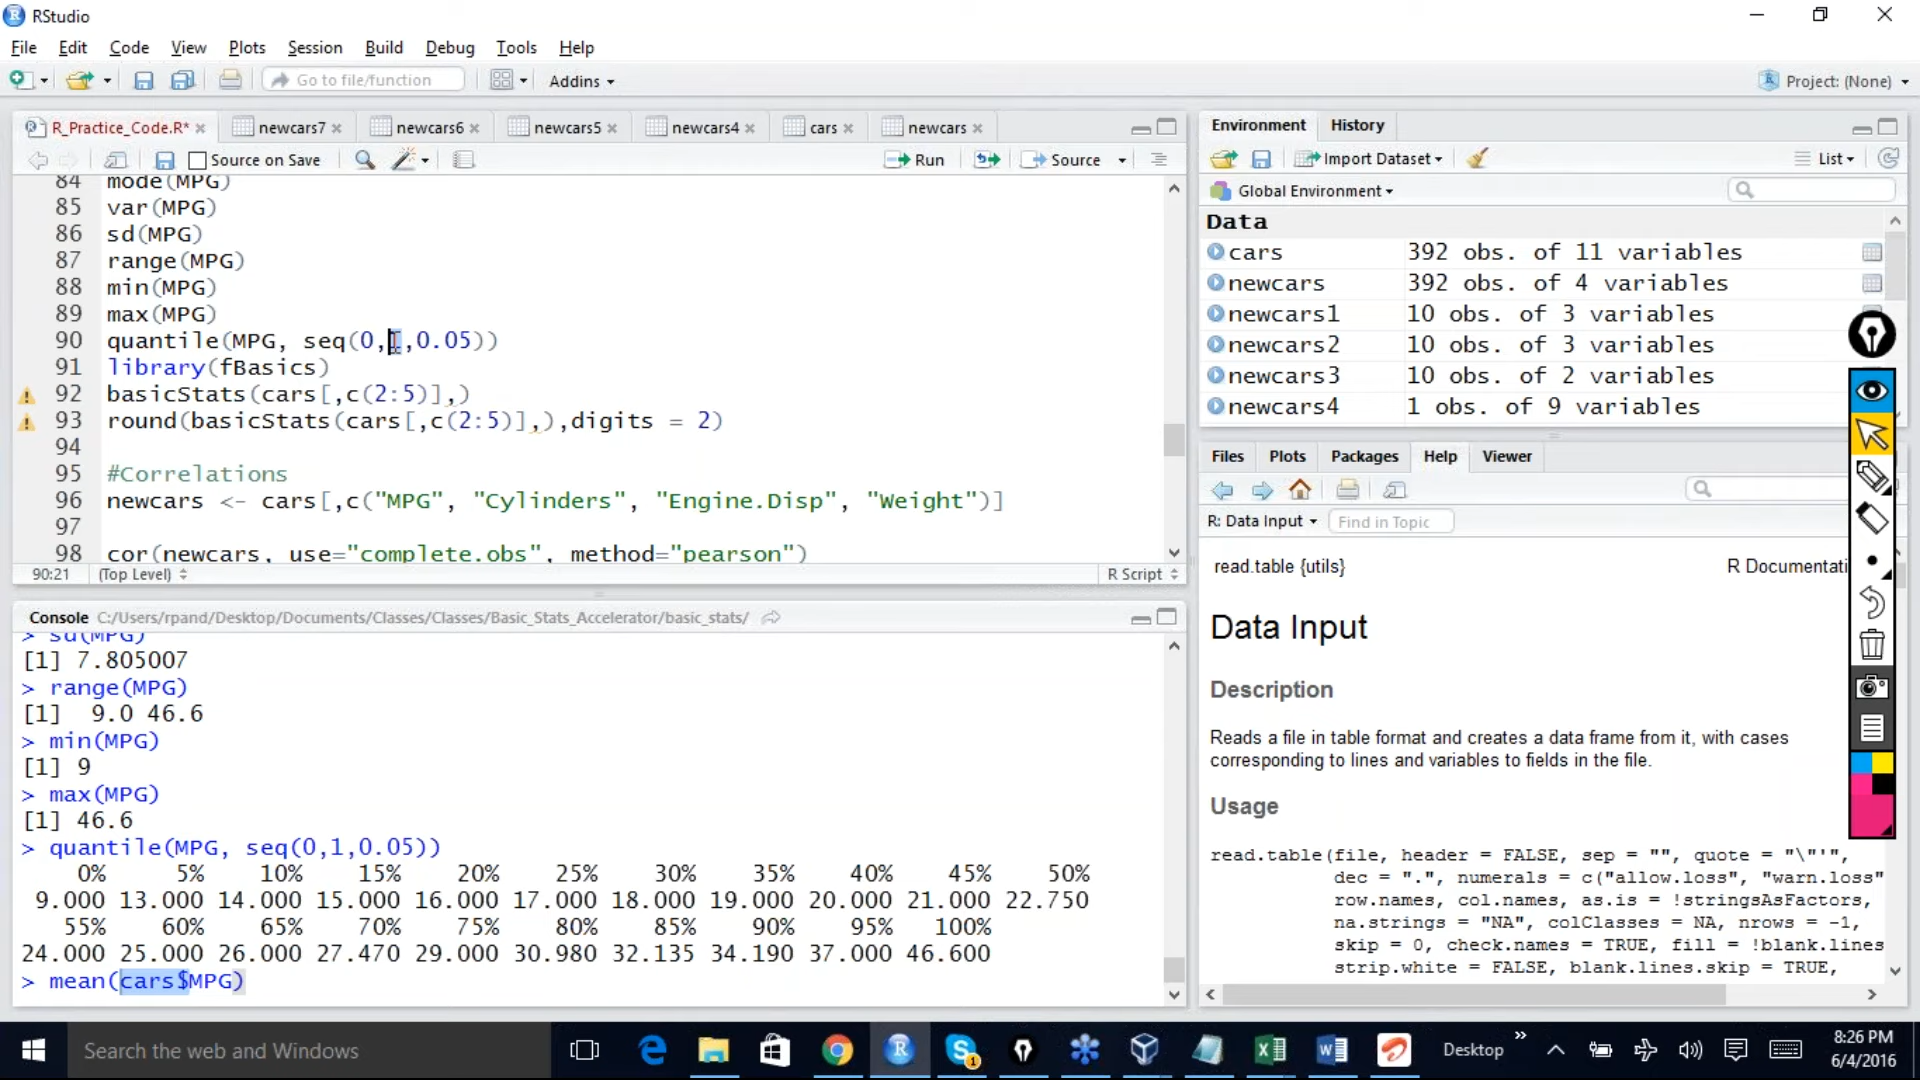 RStudio
File Edit Code View Plots Session Build Debug Tools Help
Go to file/function Addins Project: (None)
R_Practice_Code.R* newcars7 newcars6 newcars5 newcars4 cars newcars
Source on Save Run Source
84 mode(MPG)
85 var(MPG)
86 sd(MPG)
87 range(MPG)
88 min(MPG)
89 max(MPG)
90 quantile(MPG, seq(0,1,0.05))
91 library(fBasics)
92 basicStats(cars[,c(2:5)],)
93 round(basicStats(cars[,c(2:5)],),digits = 2)
94
95 #Correlations
96 newcars <- cars[,c("MPG", "Cylinders", "Engine.Disp", "Weight")]
97
98 cor(newcars, use="complete.obs", method="pearson")
90:21 (Top Level) R Script
Console C:/Users/rpand/Desktop/Documents/Classes/Classes/Basic_Stats_Accelerator/basic_stats/
> sd(MPG)
[1] 7.805007
> range(MPG)
[1]  9.0 46.6
> min(MPG)
[1] 9
> max(MPG)
[1] 46.6
> quantile(MPG, seq(0,1,0.05))
0% 5% 10% 15% 20% 25% 30% 35% 40% 45% 50%
9.000 13.000 14.000 15.000 16.000 17.000 18.000 19.000 20.000 21.000 22.750
55% 60% 65% 70% 75% 80% 85% 90% 95% 100%
24.000 25.000 26.000 27.470 29.000 30.980 32.135 34.190 37.000 46.600
> mean(cars$MPG)
Environment History
Import Dataset List
Global Environment
Data
cars 392 obs. of 11 variables
newcars 392 obs. of 4 variables
newcars1 10 obs. of 3 variables
newcars2 10 obs. of 3 variables
newcars3 10 obs. of 2 variables
newcars4 1 obs. of 9 variables
Files Plots Packages Help Viewer
R: Data Input Find in Topic
read.table {utils} R Documentati
Data Input
Description
Reads a file in table format and creates a data frame from it, with cases
corresponding to lines and variables to fields in the file.
Usage
read.table(file, header = FALSE, sep = "", quote = "\"'",
dec = ".", numerals = c("allow.loss", "warn.loss"
row.names, col.names, as.is = !stringsAsFactors,
na.strings = "NA", colClasses = NA, nrows = -1,
skip = 0, check.names = TRUE, fill = !blank.lines
strip.white = FALSE, blank.lines.skip = TRUE,
Search the web and Windows
Desktop
8:26 PM
6/4/2016